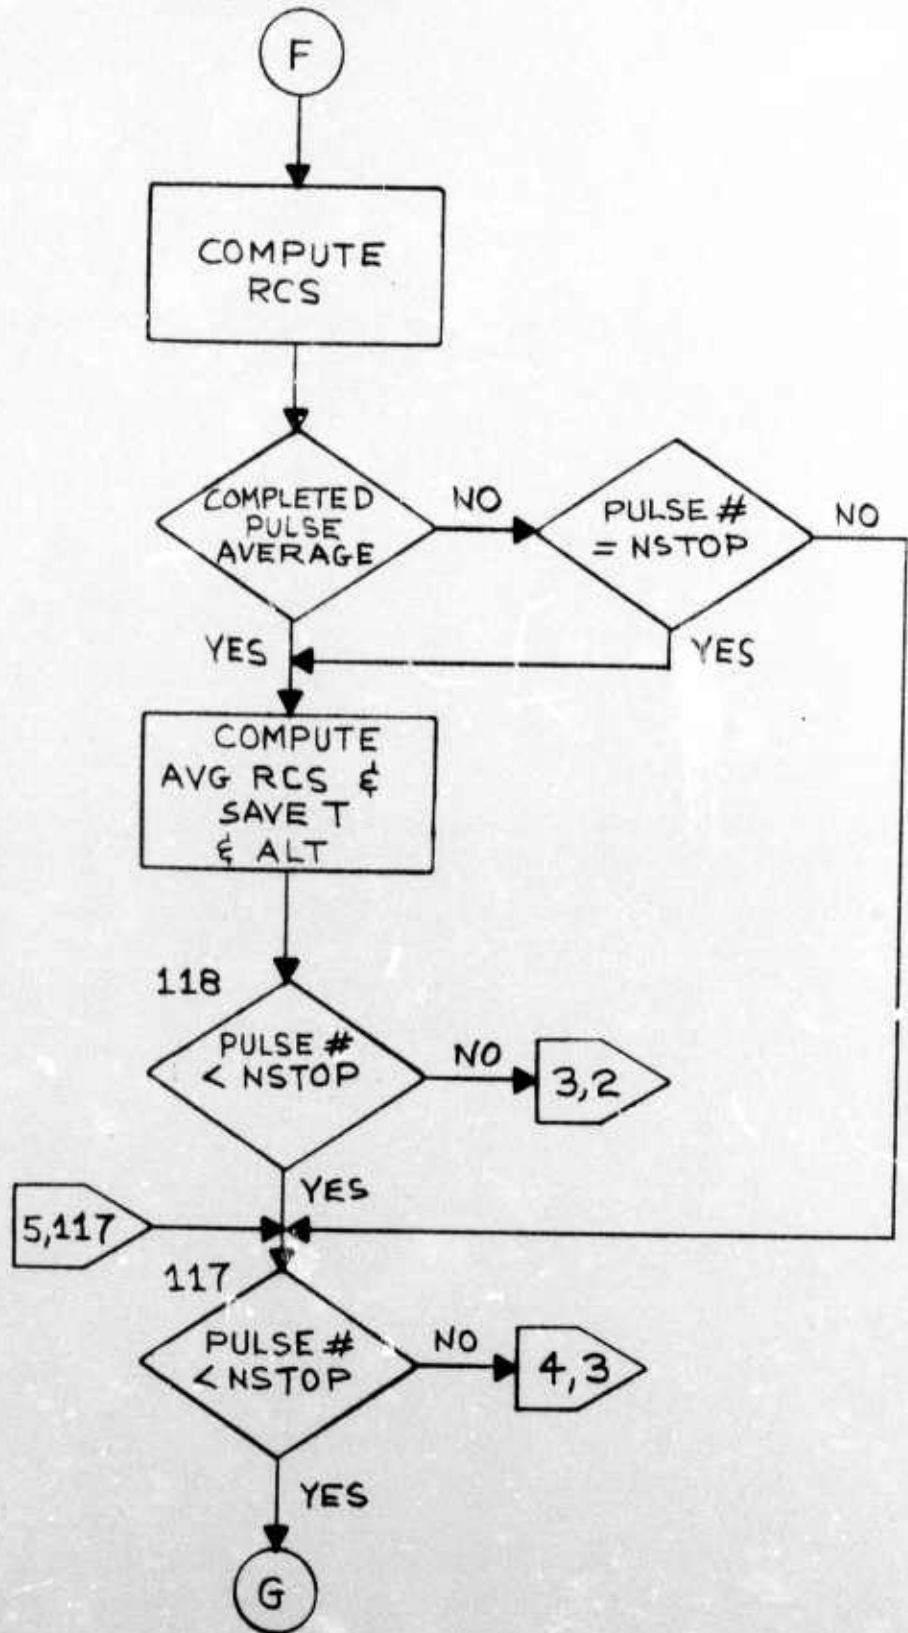 F
COMPUTE
RCS
COMPLETED
PULSE
AVERAGE
NO
PULSE #
= NSTOP
NO
YES
YES
COMPUTE
AVG RCS &
SAVE T
& ALT
118
PULSE #
< NSTOP
NO
3,2
YES
5,117
117
PULSE #
< NSTOP
NO
4,3
YES
G